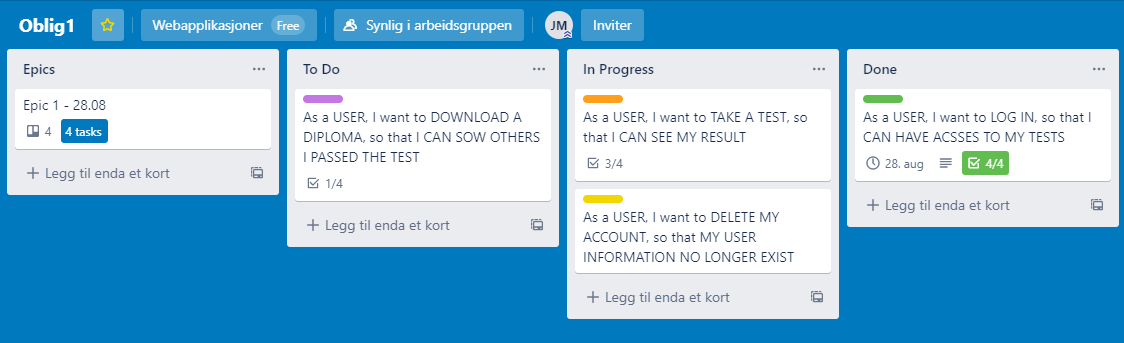 Oblig1
Webapplikasjoner Free
Synlig i arbeidsgruppen
JM
Inviter
Epics
Epic 1 - 28.08
4
4 tasks
Legg til enda et kort
To Do
As a USER, I want to DOWNLOAD A
DIPLOMA, so that I CAN SOW OTHERS
I PASSED THE TEST
1/4
Legg til enda et kort
In Progress
As a USER, I want to TAKE A TEST, so
that I CAN SEE MY RESULT
3/4
As a USER, I want to DELETE MY
ACCOUNT, so that MY USER
INFORMATION NO LONGER EXIST
Legg til enda et kort
Done
As a USER, I want to LOG IN, so that I
CAN HAVE ACSSES TO MY TESTS
28. aug
4/4
Legg til enda et kort